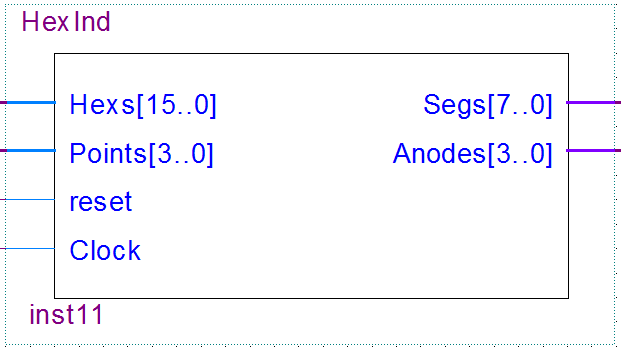 HexInd
Hexs[15..0]
Segs[7..0]
Points[3..0]
Anodes[3..0]
reset
Clock
inst11